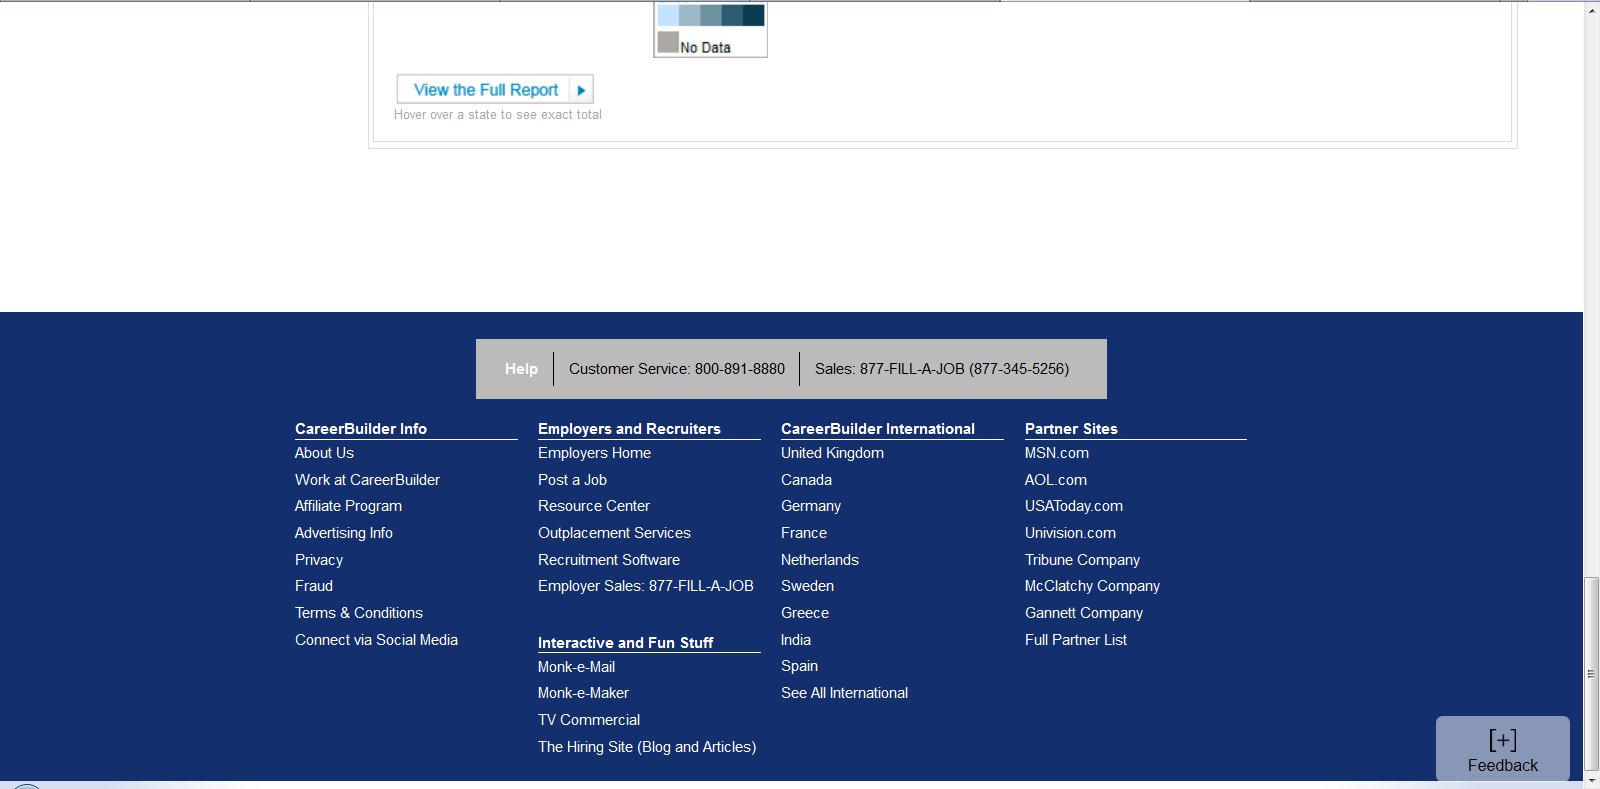 No Data
View the Full Report
Hover over a state to see exact total
Help
Customer Service: 800-891-8880
Sales: 877-FILL-A-JOB (877-345-5256)
CareerBuilder Info
About Us
Work at CareerBuilder
Affiliate Program
Advertising Info
Privacy
Fraud
Terms & Conditions
Connect via Social Media
Employers and Recruiters
Employers Home
Post a Job
Resource Center
Outplacement Services
Recruitment Software
Employer Sales: 877-FILL-A-JOB
Interactive and Fun Stuff
Monk-e-Mail
Monk-e-Maker
TV Commercial
The Hiring Site (Blog and Articles)
CareerBuilder International
United Kingdom
Canada
Germany
France
Netherlands
Sweden
Greece
India
Spain
See All International
Partner Sites
MSN.com
AOL.com
USAToday.com
Univision.com
Tribune Company
McClatchy Company
Gannett Company
Full Partner List
[+]
Feedback